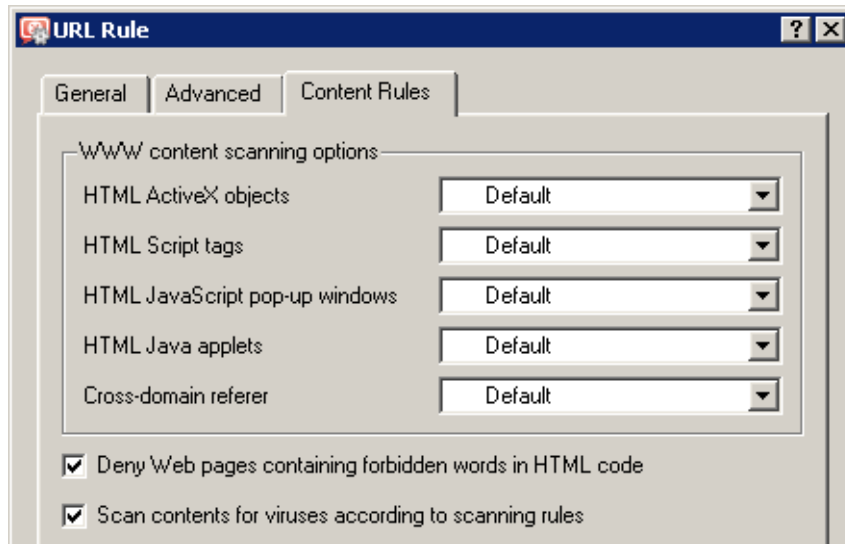 URL Rule
General Advanced Content Rules
WWW content scanning options
HTML ActiveX objects Default
HTML Script tags Default
HTML JavaScript pop-up windows Default
HTML Java applets Default
Cross-domain referer Default
Deny Web pages containing forbidden words in HTML code
Scan contents for viruses according to scanning rules